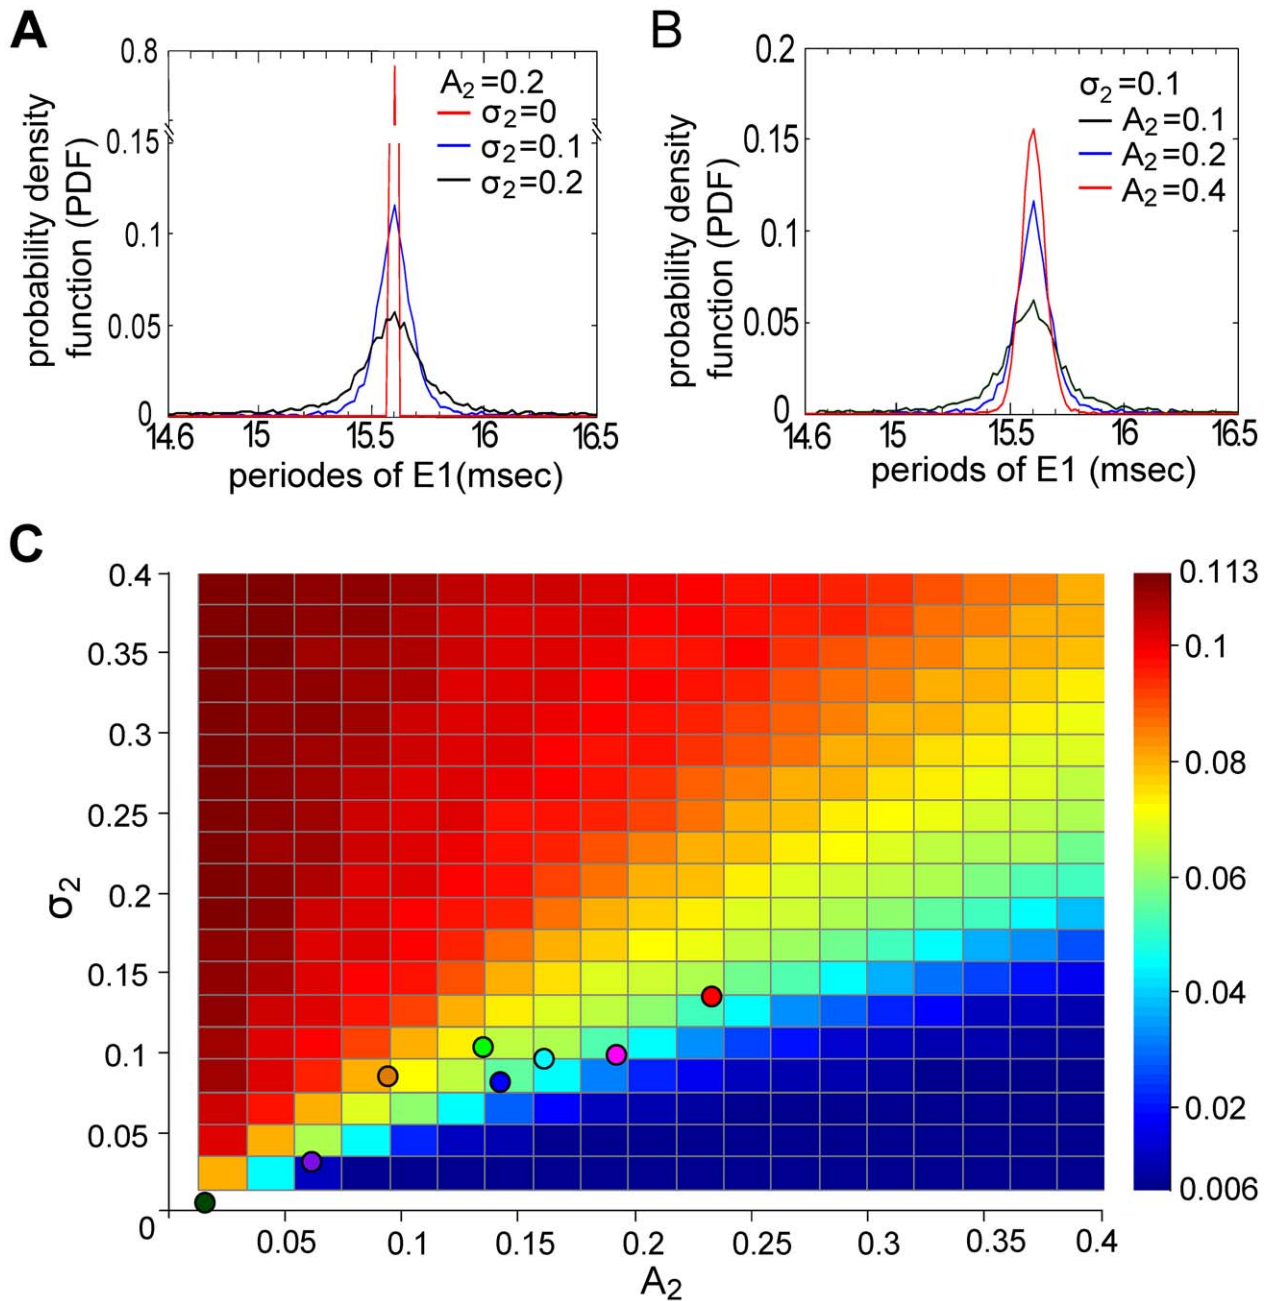 A
0.8
0.15
0.1
0.05
0
probability density
function (PDF)
A2=0.2
σ2=0
σ2=0.1
σ2=0.2
14.6 15 15.5 16 16.5
periodes of E1(msec)
B
0.2
0.15
0.1
0.05
0
probability density
function (PDF)
σ2=0.1
A2=0.1
A2=0.2
A2=0.4
14.6 15 15.5 16 16.5
periods of E1 (msec)
C
0.4
0.35
0.3
0.25
0.2
0.15
0.1
0.05
0
σ2
0.05 0.1 0.15 0.2 0.25 0.3 0.35 0.4
A2
0.113
0.1
0.08
0.06
0.04
0.02
0.006